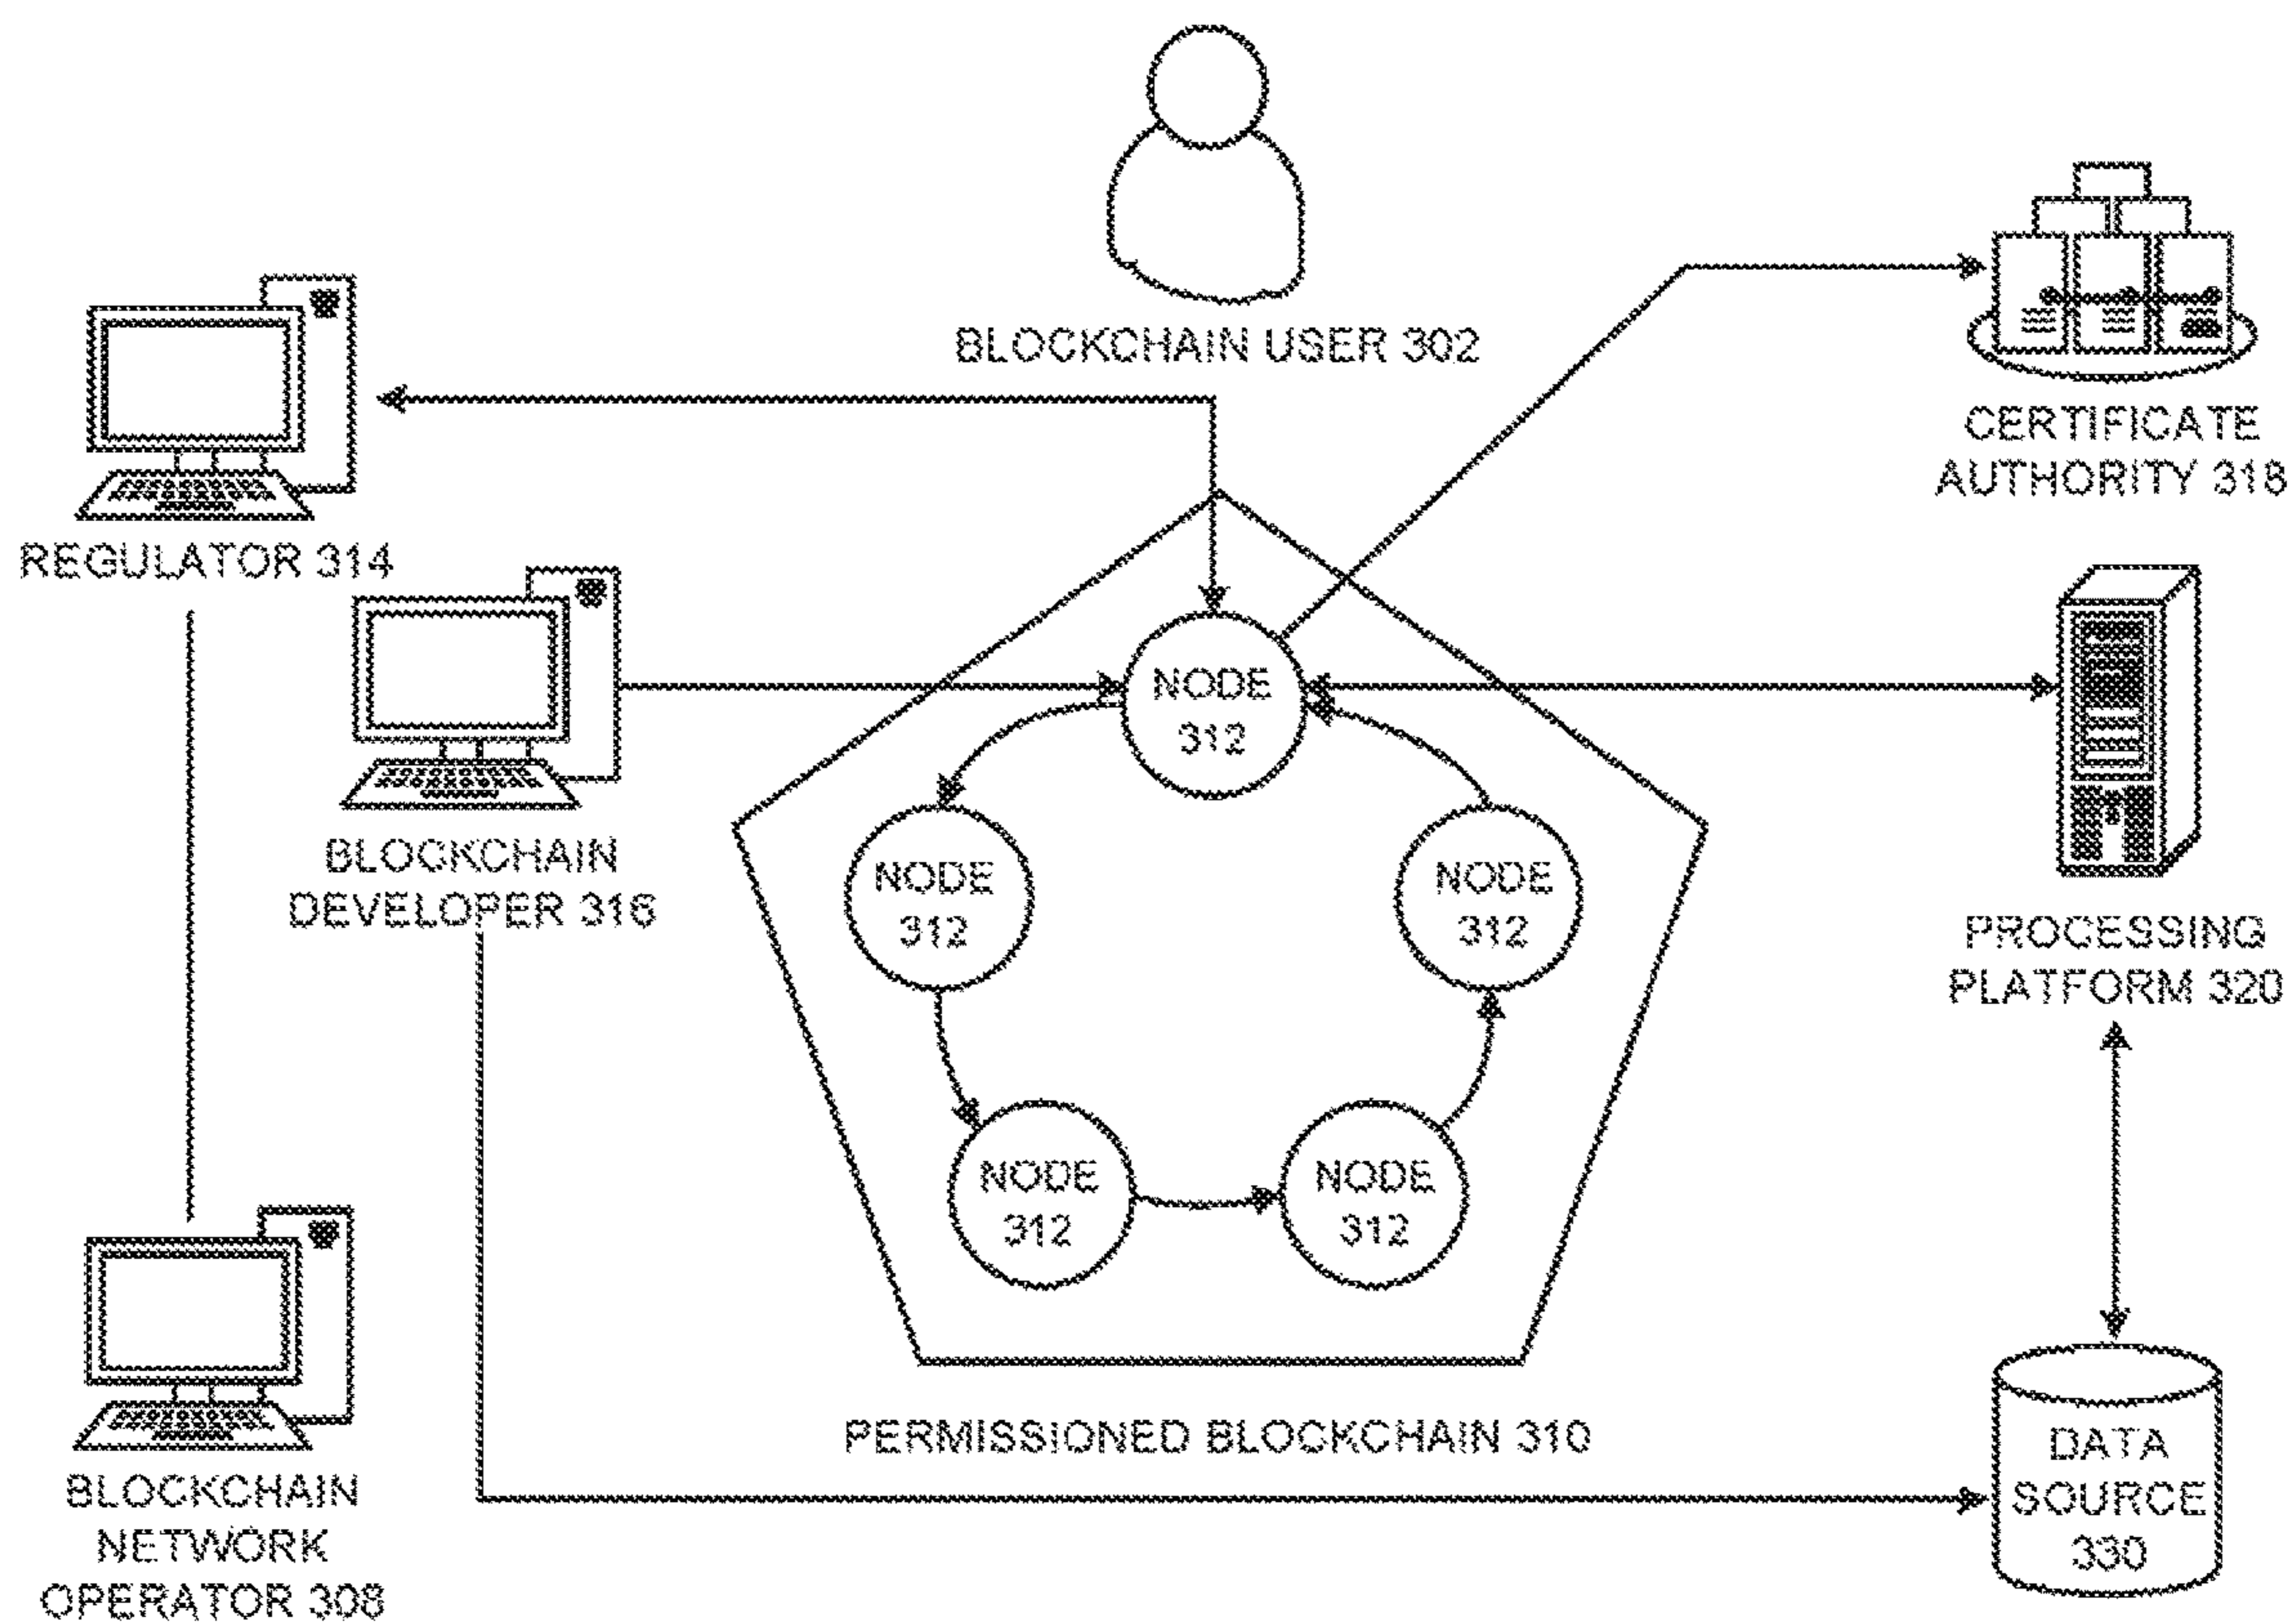 BLOCKCHAIN USER 302
CERTIFICATE
AUTHORITY 318
REGULATOR 314
NODE
312
BLOCKCHAIN
DEVELOPER 316
NODE
312
NODE
312
PROCESSING
PLATFORM 320
NODE
312
NODE
312
PERMISSIONED BLOCKCHAIN 310
DATA
SOURCE
330
BLOCKCHAIN
NETWORK
OPERATOR 308